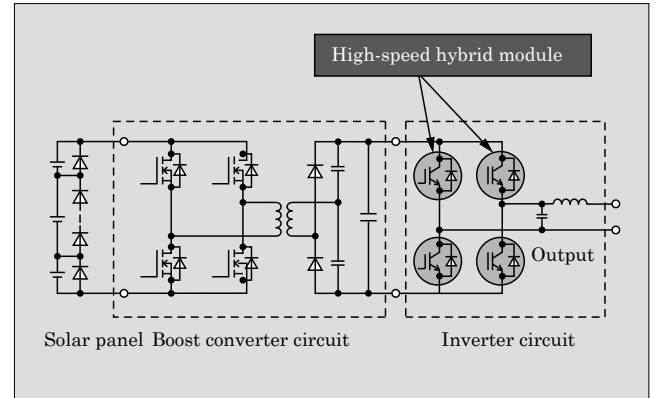 High-speed hybrid module
Output
Solar panel Boost converter circuit Inverter circuit